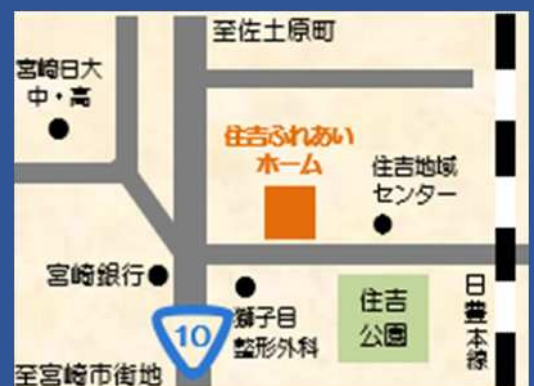 至佐土原町
宮崎日大
中・高
住吉ふれあい
ホーム
住吉地域
センター
宮崎銀行
獅子目
整形外科
住吉
公園
日豊本線
10
至宮崎市街地